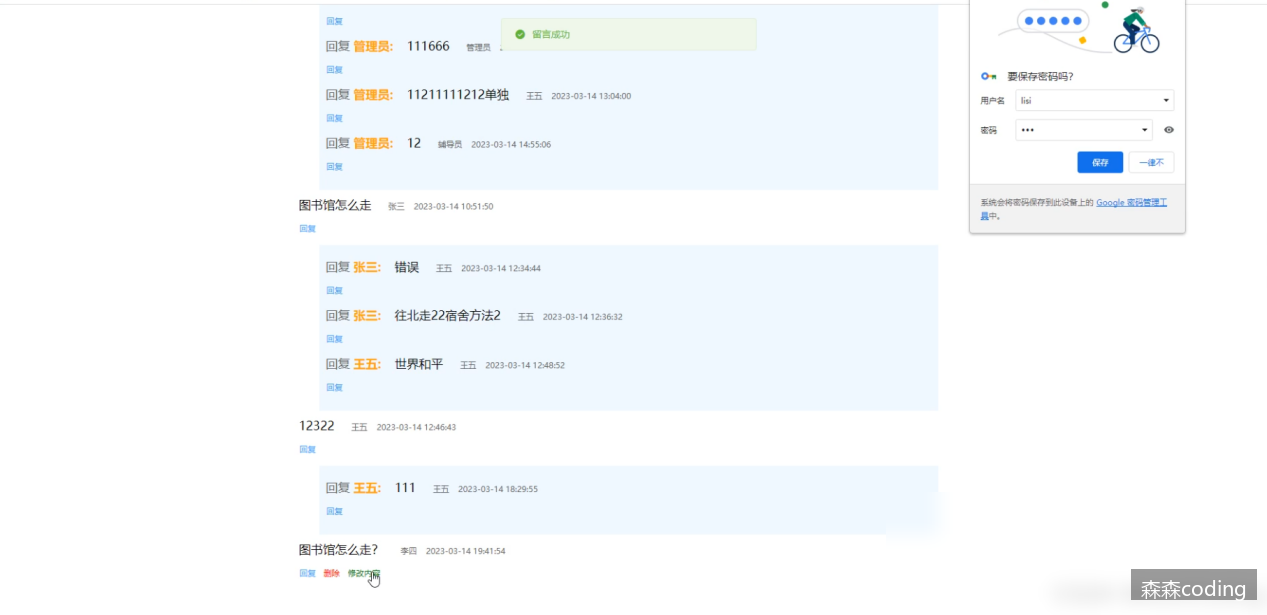 回复
留言成功
回复 管理员: 111666 管理员
回复
回复 管理员: 11211111212单独 王五 2023-03-14 13:04:00
回复
回复 管理员: 12 辅导员 2023-03-14 14:55:06
回复
图书馆怎么走 张三 2023-03-14 10:51:50
回复
回复 张三: 错误 王五 2023-03-14 12:34:44
回复
回复 张三: 往北走22宿舍方法2 王五 2023-03-14 12:36:32
回复
回复 王五: 世界和平 王五 2023-03-14 12:48:52
回复
12322 王五 2023-03-14 12:46:43
回复
回复 王五: 111 王五 2023-03-14 18:29:55
回复
图书馆怎么走? 李四 2023-03-14 19:41:54
回复 删除 修改内容
要保存密码吗?
用户名 lisi
密码 •••
保存 一律不
系统会将密码保存到此设备上的 Google 密码管理工
具中。
森森coding